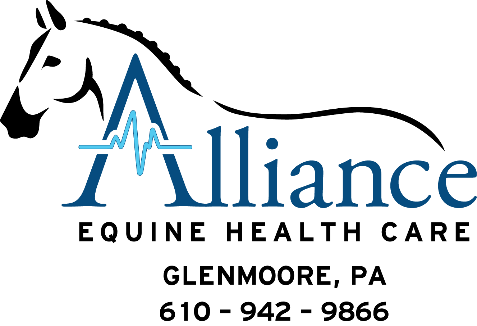 Alliance
EQUINE HEALTH CARE
GLENMOORE, PA
610 - 942 - 9866